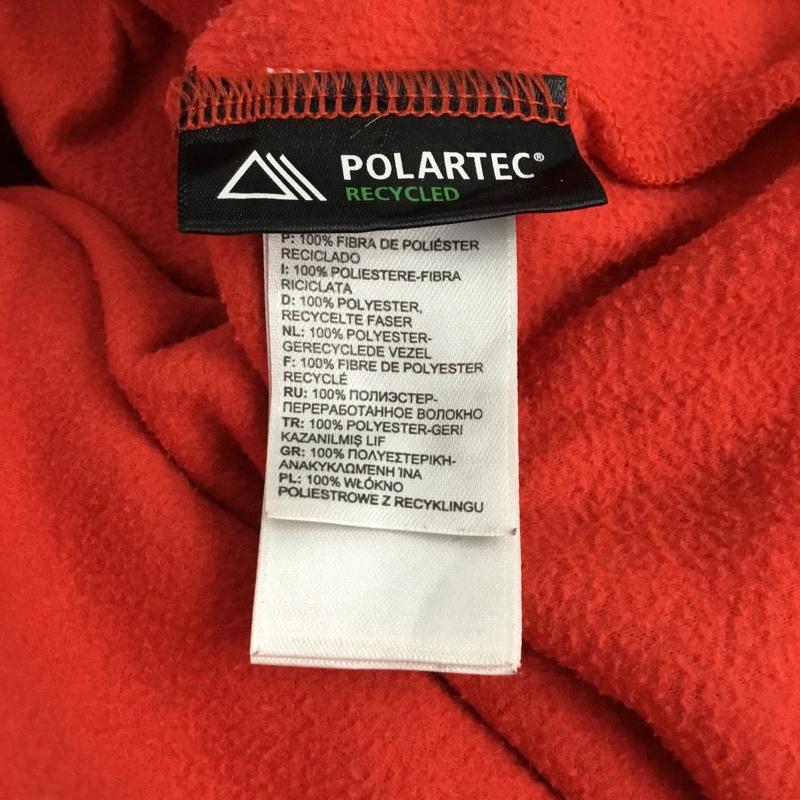 POLARTEC®
RECYCLED
P: 100% FIBRA DE POLIÉSTER
RECICLADO
I: 100% POLIESTERE-FIBRA
RICICLATA
D: 100% POLYESTER,
RECYCELTE FASER
NL: 100% POLYESTER-
GERECYCLEDE VEZEL
F: 100% FIBRE DE POLYESTER
RECYCLÉ
RU: 100% ПОЛИЭСТЕР-
ПЕРЕРАБОТАННОЕ ВОЛОКНО
TR: 100% POLYESTER-GERI
KAZANILMIŞ LIF
GR: 100% ΠΟΛΥΕΣΤΕΡΙΚΗ-
ΑΝΑΚΥΚΛΩΜΕΝΗ ΊΝΑ
PL: 100% WŁÓKNO
POLIESTROWE Z RECYKLINGU